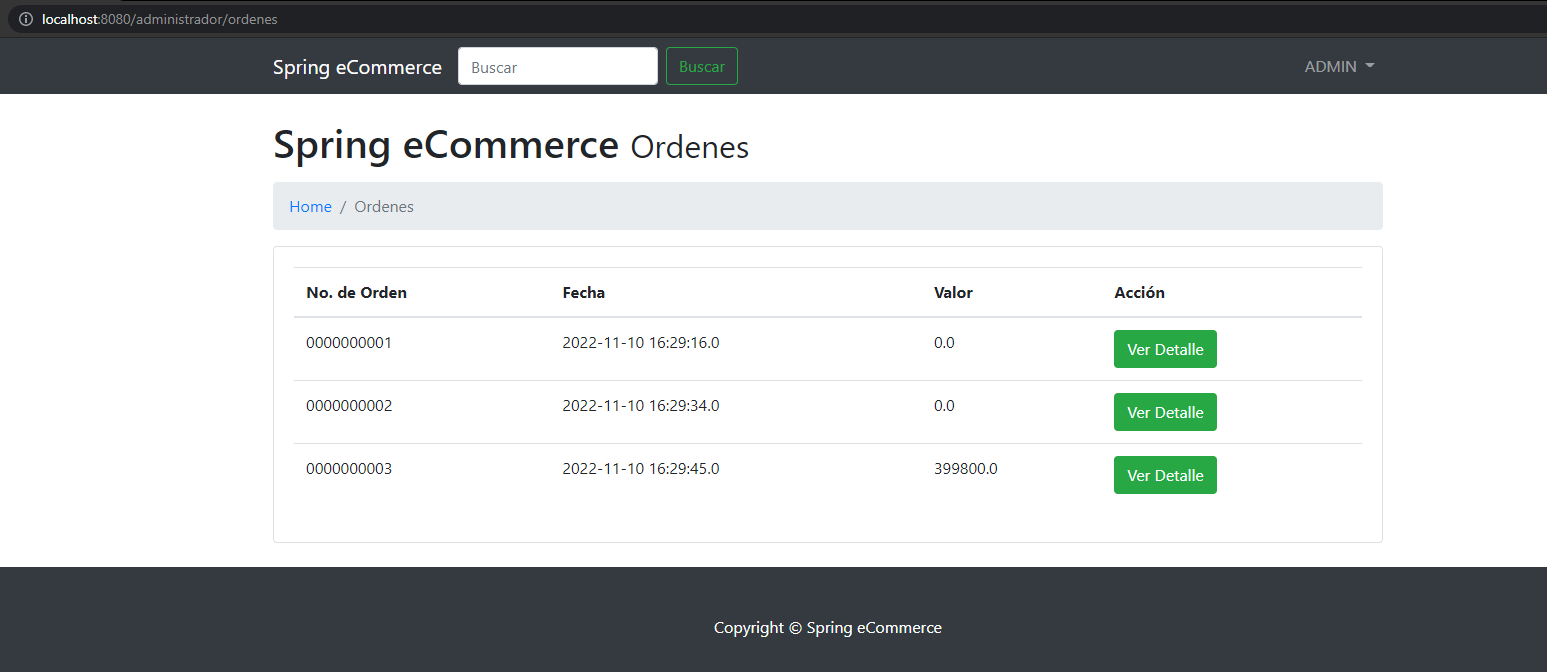 localhost:8080/administrador/ordenes
Spring eCommerce Buscar Buscar ADMIN
Spring eCommerce Ordenes
Home / Ordenes
No. de Orden Fecha Valor Acción
0000000001 2022-11-10 16:29:16.0 0.0 Ver Detalle
0000000002 2022-11-10 16:29:34.0 0.0 Ver Detalle
0000000003 2022-11-10 16:29:45.0 399800.0 Ver Detalle
Copyright © Spring eCommerce